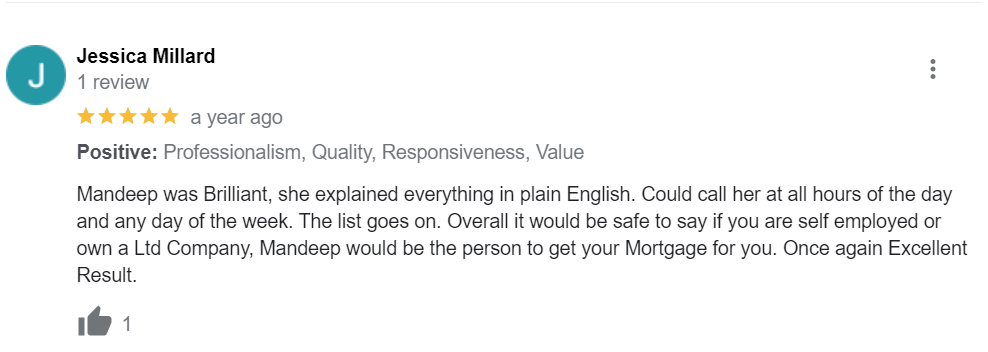 J
Jessica Millard
1 review
a year ago
Positive: Professionalism, Quality, Responsiveness, Value
Mandeep was Brilliant, she explained everything in plain English. Could call her at all hours of the day
and any day of the week. The list goes on. Overall it would be safe to say if you are self employed or
own a Ltd Company, Mandeep would be the person to get your Mortgage for you. Once again Excellent
Result.
1